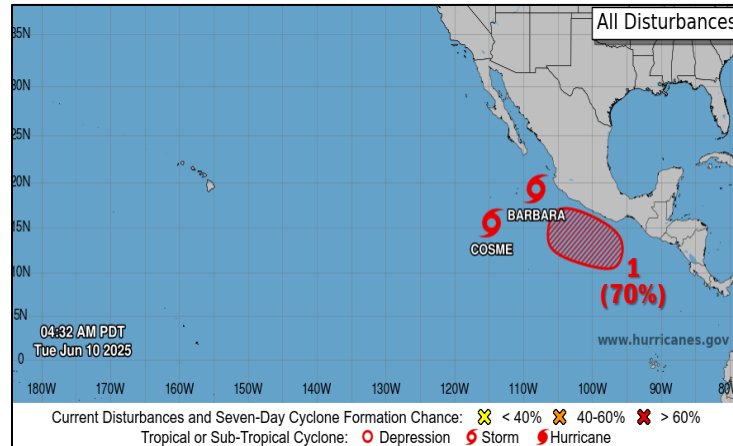 All Disturbances
35N
30N
25N
20N
15N
10N
5N
0
BARBARA
COSME
1
(70%)
04:32 AM PDT
Tue Jun 10 2025
www.hurricanes.gov
180W 170W 160W 150W 140W 130W 120W 110W 100W 90W 80W
Current Disturbances and Seven-Day Cyclone Formation Chance: < 40% 40-60% > 60%
Tropical or Sub-Tropical Cyclone: Depression Storm Hurricane